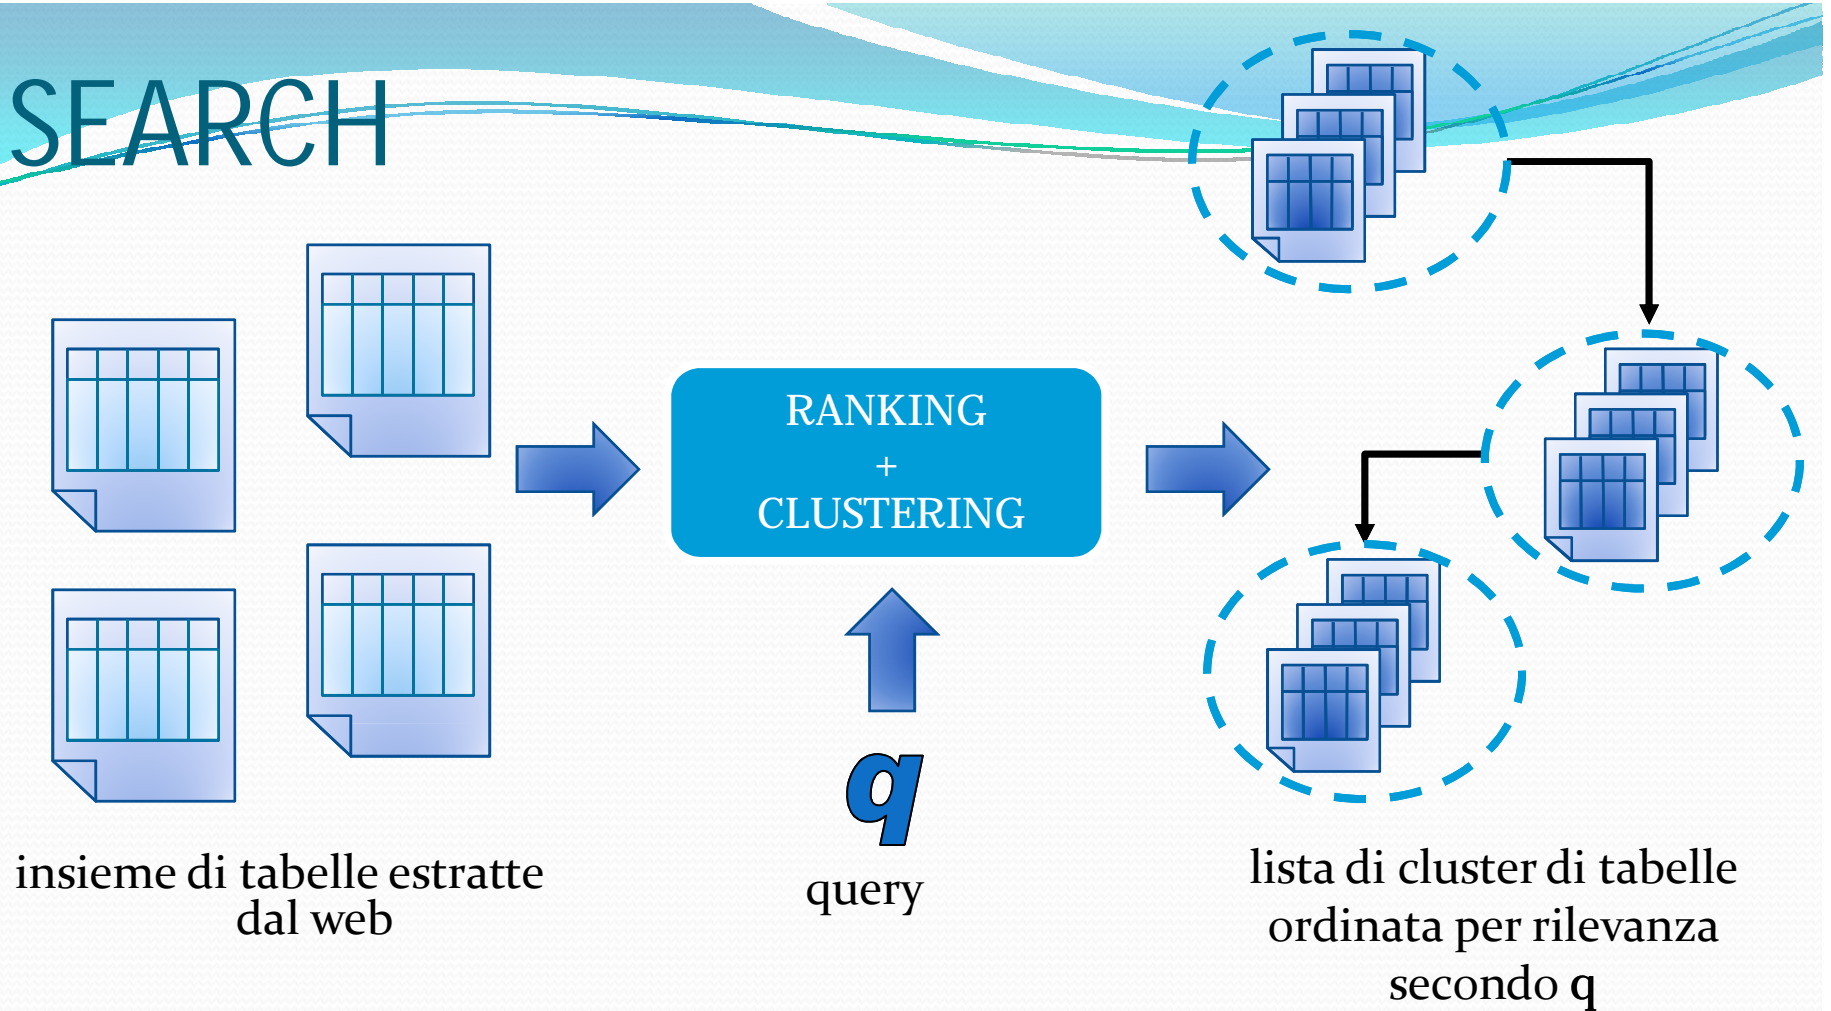 SEARCH
RANKING
+
CLUSTERING
q
query
insieme di tabelle estratte
dal web
lista di cluster di tabelle
ordinata per rilevanza
secondo q